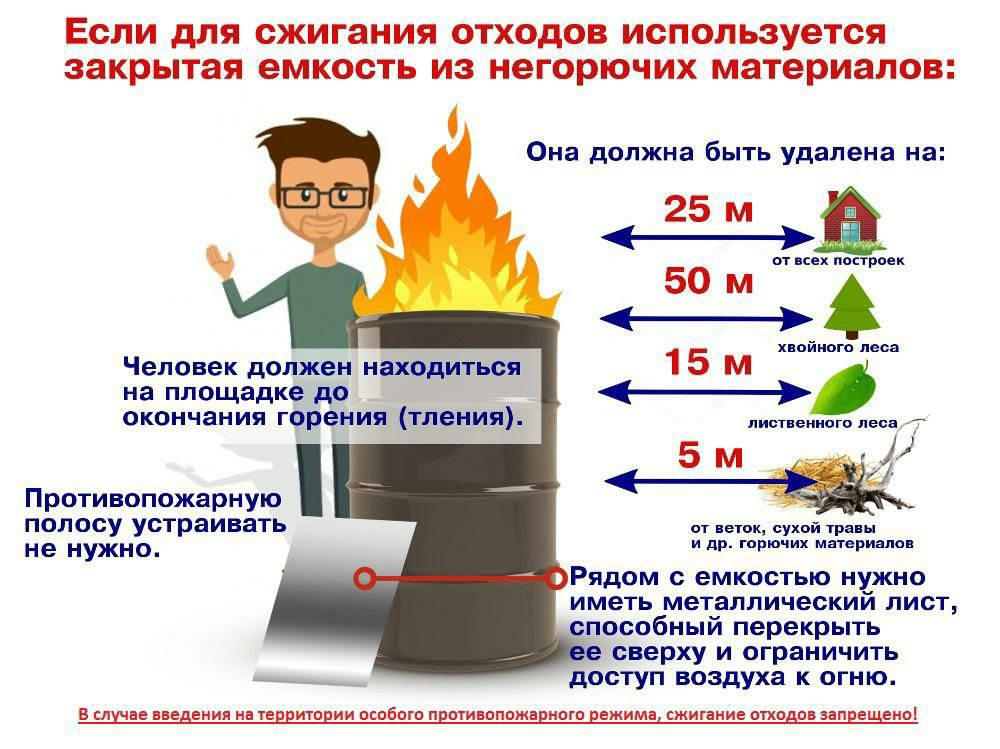 Если для сжигания отходов используется
закрытая емкость из негорючих материалов:
Она должна быть удалена на:
25 м
от всех построек
50 м
хвойного леса
15 м
лиственного леса
5 м
от веток, сухой травы
и др. горючих материалов
Человек должен находиться
на площадке до
окончания горения (тления).
Противопожарную
полосу устраивать
не нужно.
Рядом с емкостью нужно
иметь металлический лист,
способный перекрыть
ее сверху и ограничить
доступ воздуха к огню.
В случае введения на территории особого противопожарного режима, сжигание отходов запрещено!